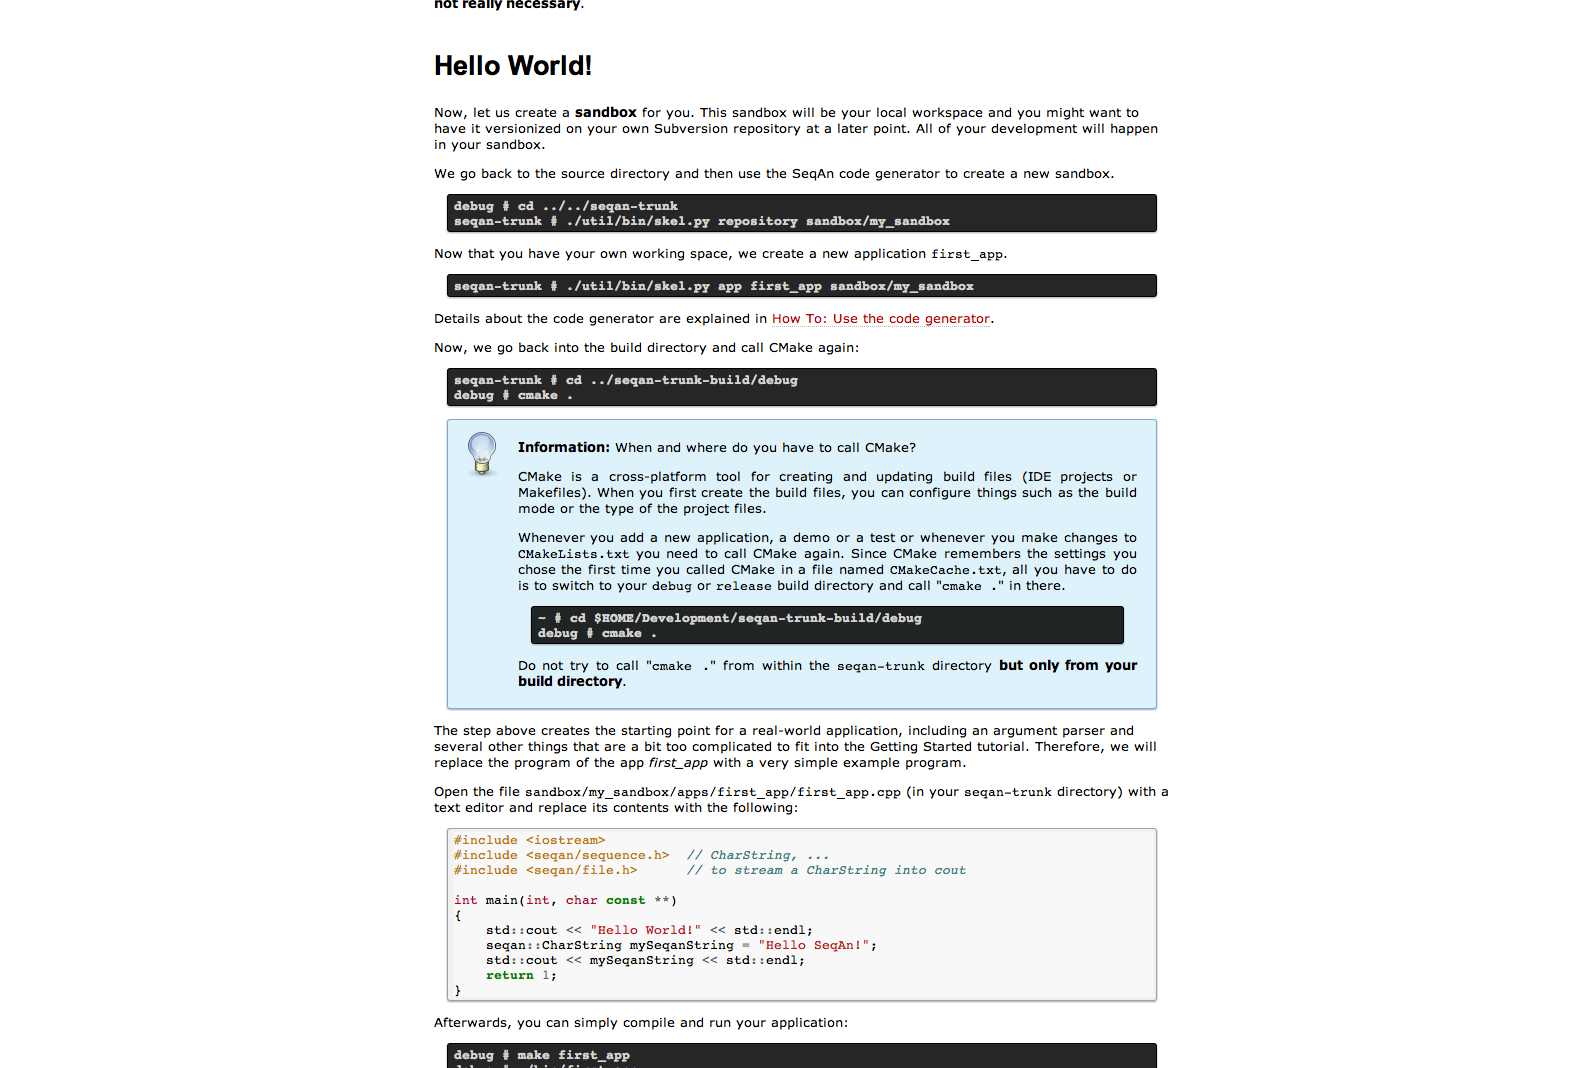 not really necessary.
Hello World!
Now, let us create a sandbox for you. This sandbox will be your local workspace and you might want to
have it versionized on your own Subversion repository at a later point. All of your development will happen
in your sandbox.
We go back to the source directory and then use the SeqAn code generator to create a new sandbox.
debug # cd ../../seqan-trunk
seqan-trunk # ./util/bin/skel.py repository sandbox/my_sandbox
Now that you have your own working space, we create a new application first_app.
seqan-trunk # ./util/bin/skel.py app first_app sandbox/my_sandbox
Details about the code generator are explained in How To: Use the code generator.
Now, we go back into the build directory and call CMake again:
seqan-trunk # cd ../seqan-trunk-build/debug
debug # cmake .
Information: When and where do you have to call CMake?
CMake is a cross-platform tool for creating and updating build files (IDE projects or
Makefiles). When you first create the build files, you can configure things such as the build
mode or the type of the project files.
Whenever you add a new application, a demo or a test or whenever you make changes to
CMakeLists.txt you need to call CMake again. Since CMake remembers the settings you
chose the first time you called CMake in a file named CMakeCache.txt, all you have to do
is to switch to your debug or release build directory and call "cmake ." in there.
~ # cd $HOME/Development/seqan-trunk-build/debug
debug # cmake .
Do not try to call "cmake ." from within the seqan-trunk directory but only from your
build directory.
The step above creates the starting point for a real-world application, including an argument parser and
several other things that are a bit too complicated to fit into the Getting Started tutorial. Therefore, we will
replace the program of the app first_app with a very simple example program.
Open the file sandbox/my_sandbox/apps/first_app/first_app.cpp (in your seqan-trunk directory) with a
text editor and replace its contents with the following:
#include <iostream>
#include <seqan/sequence.h>  // CharString, ...
#include <seqan/file.h>      // to stream a CharString into cout
int main(int, char const **)
{
    std::cout << "Hello World!" << std::endl;
    seqan::CharString mySeqanString = "Hello SeqAn!";
    std::cout << mySeqanString << std::endl;
    return 1;
}
Afterwards, you can simply compile and run your application:
debug # make first_app